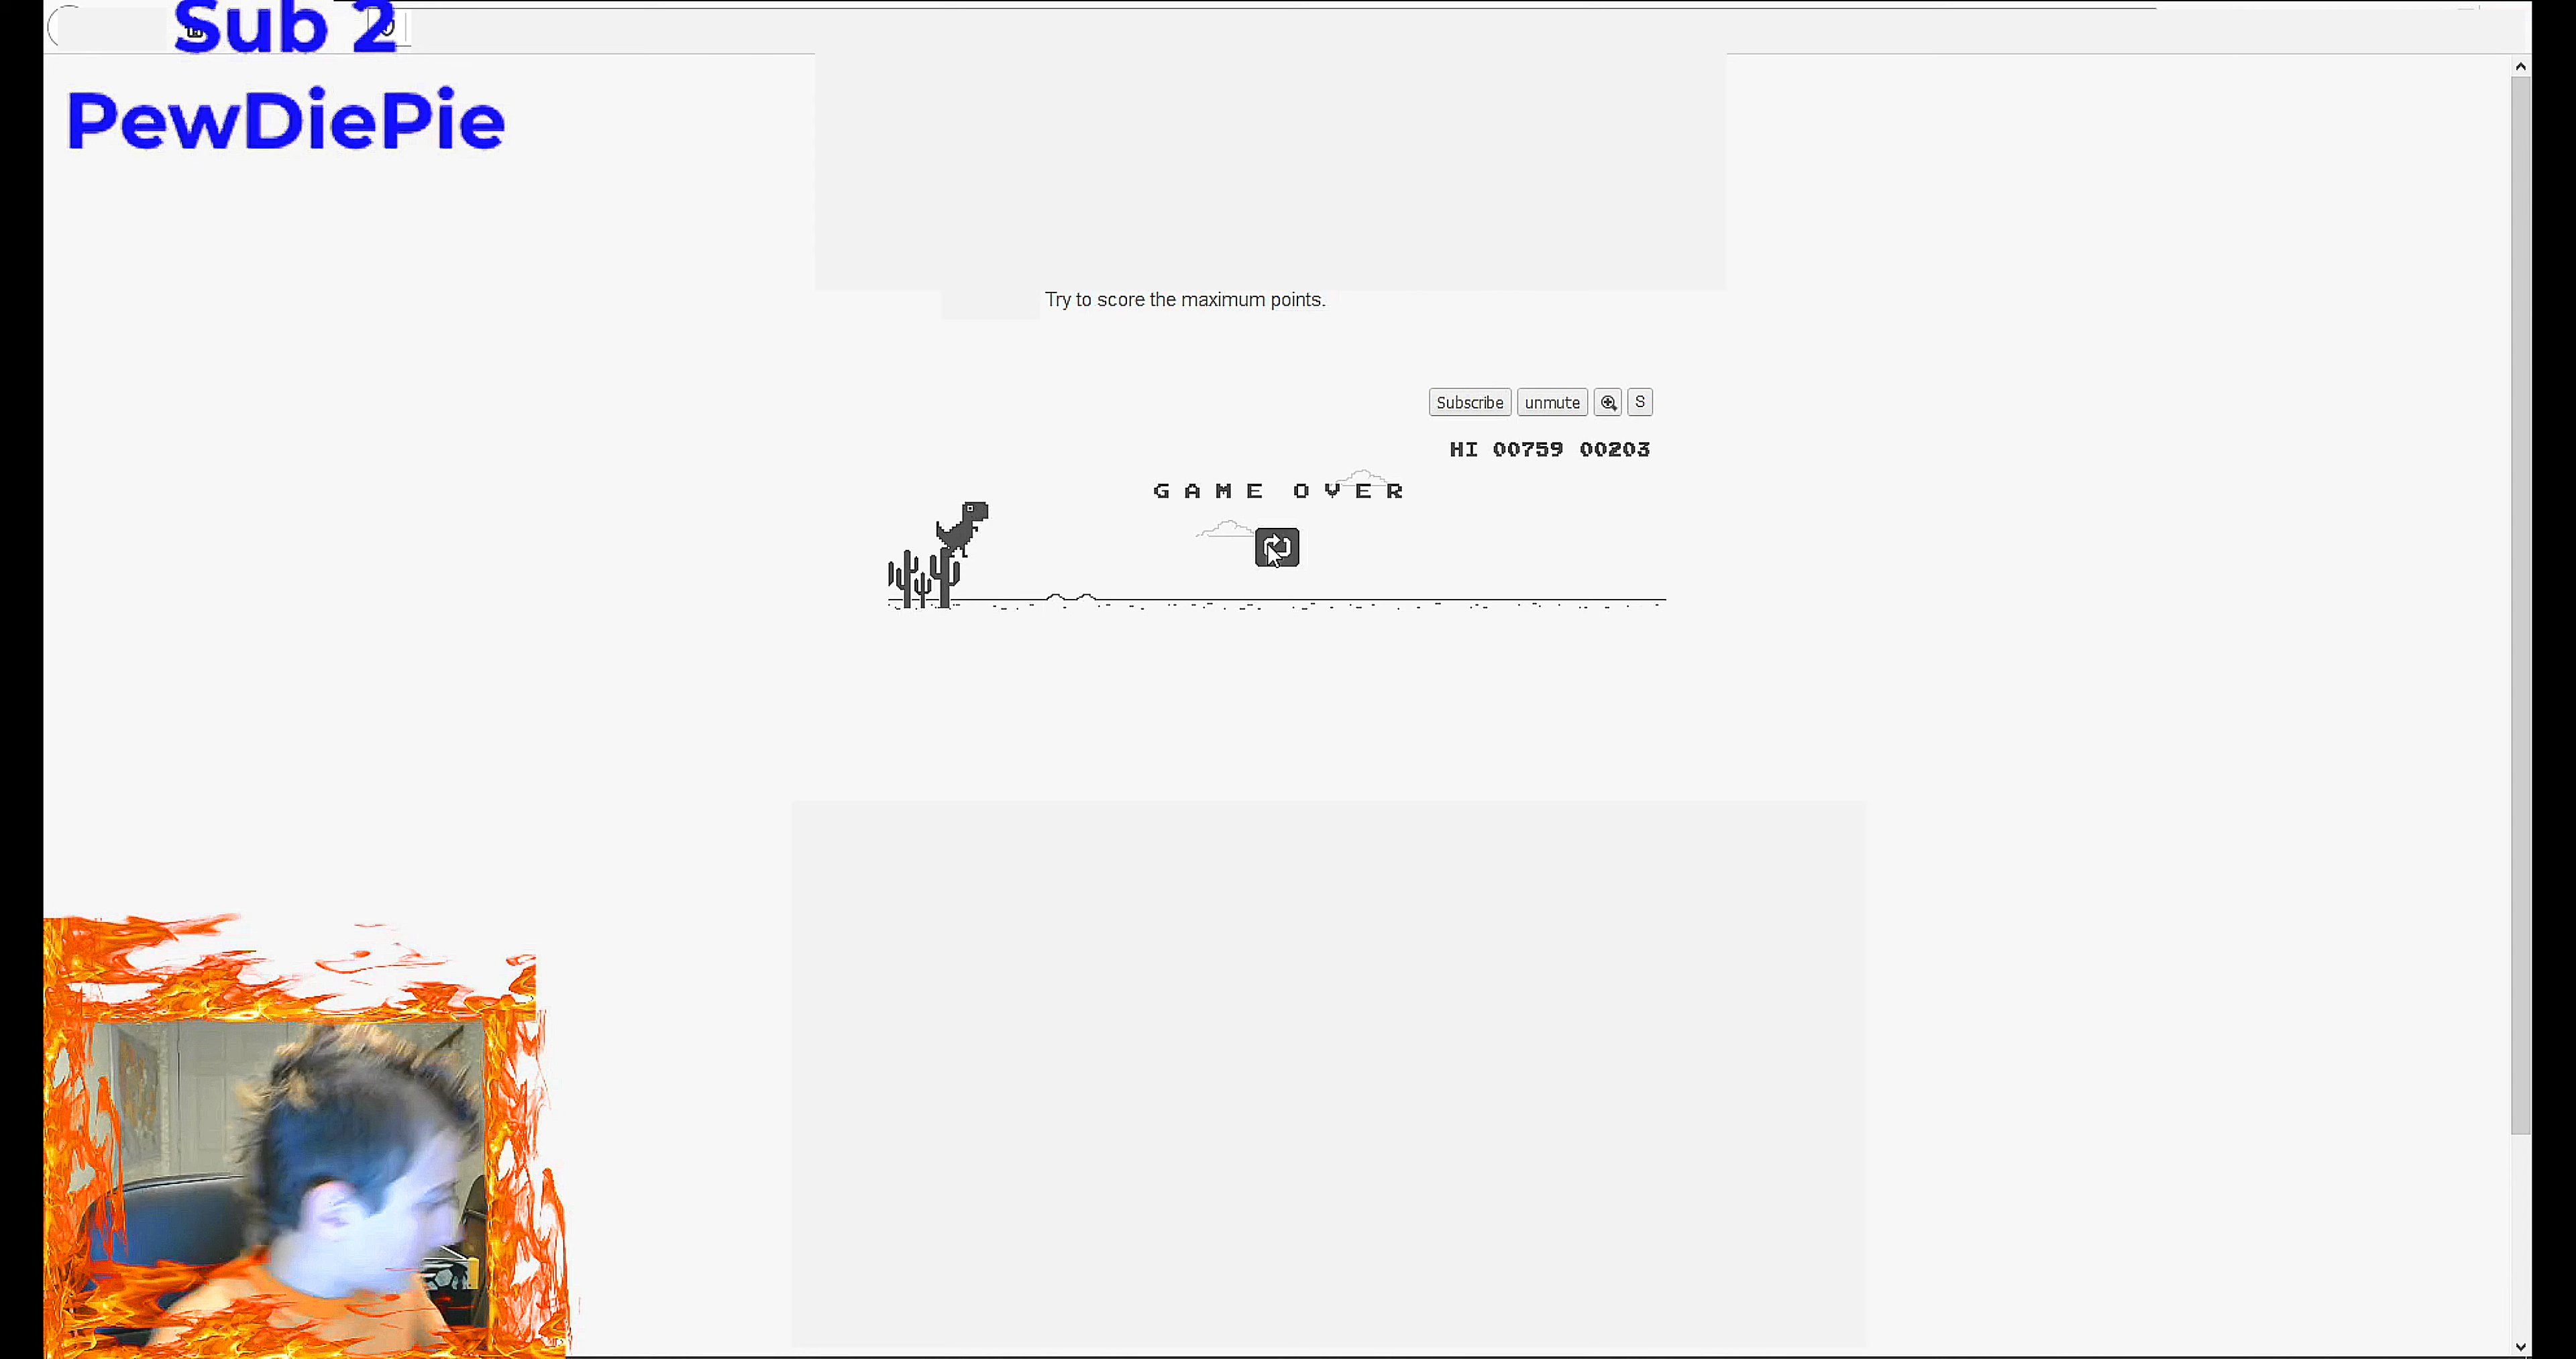 Sub 2
PewDiePie
Try to score the maximum points.
Subscribe unmute S
HI 00759 00203
GAME OVER